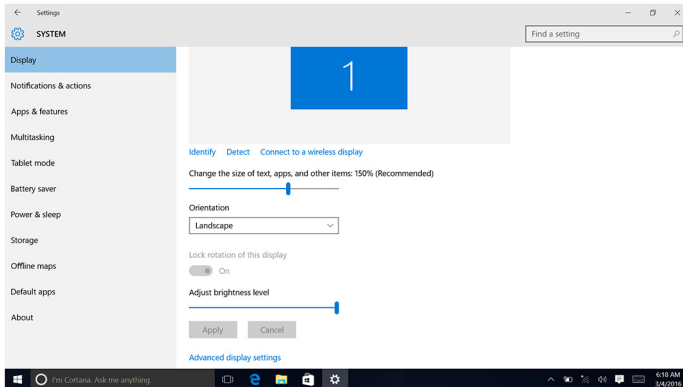 Settings
SYSTEM
Find a setting
Display
Notifications & actions
Apps & features
Multitasking
Tablet mode
Battery saver
Power & sleep
Storage
Offline maps
Default apps
About
1
Identify Detect Connect to a wireless display
Change the size of text, apps, and other items: 150% (Recommended)
Orientation
Landscape
Lock rotation of this display
On
Adjust brightness level
Apply Cancel
Advanced display settings
I'm Cortana. Ask me anything.
6:18 AM
3/4/2016